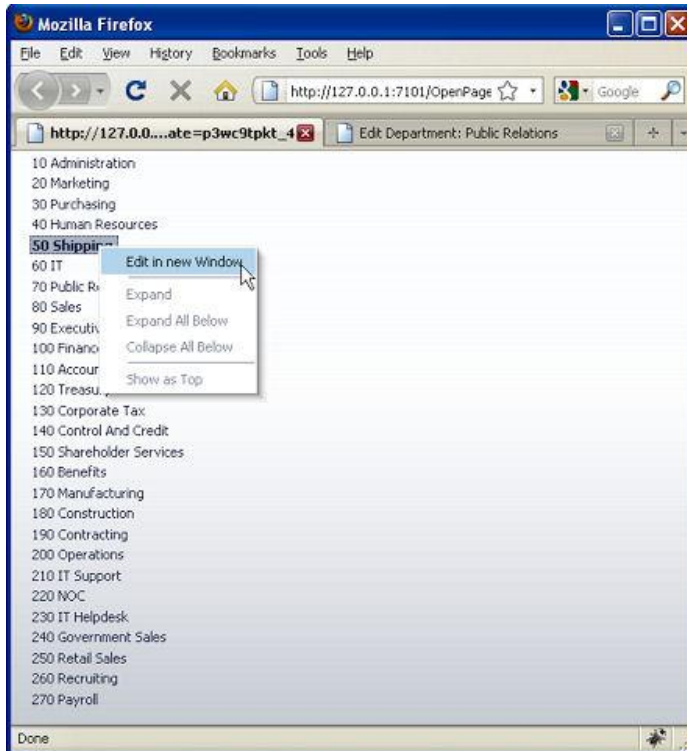 Mozilla Firefox
File Edit View History Bookmarks Tools Help
http://127.0.0.1:7101/OpenPage Google
http://127.0.0....ate=p3wc9tpkt_4 Edit Department: Public Relations
10 Administration
20 Marketing
30 Purchasing
40 Human Resources
50 Shipping
Edit in new Window
60 IT
70 Public Re
Expand
80 Sales
Expand All Below
90 Executiv
100 Financ
Collapse All Below
110 Accour
Show as Top
120 Treasu
130 Corporate Tax
140 Control And Credit
150 Shareholder Services
160 Benefits
170 Manufacturing
180 Construction
190 Contracting
200 Operations
210 IT Support
220 NOC
230 IT Helpdesk
240 Government Sales
250 Retail Sales
260 Recruiting
270 Payroll
Done